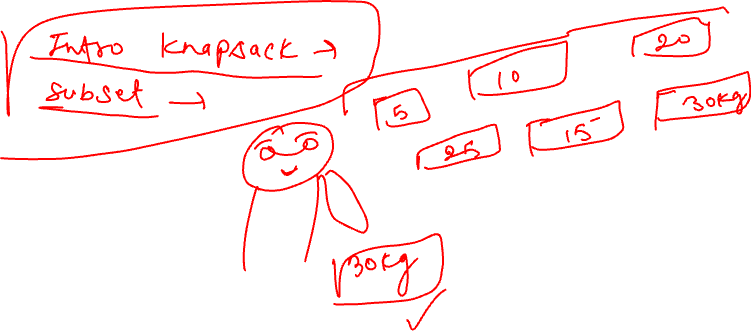 Intro Knapsack →
subset →
5 10 20
25 15 30kg
30kg